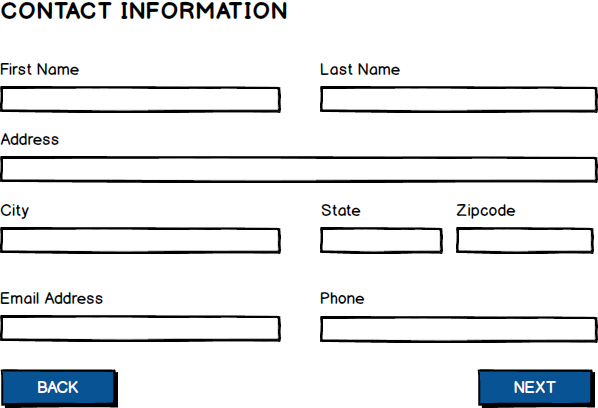 CONTACT INFORMATION
First Name Last Name
Address
City State Zipcode
Email Address Phone
BACK NEXT